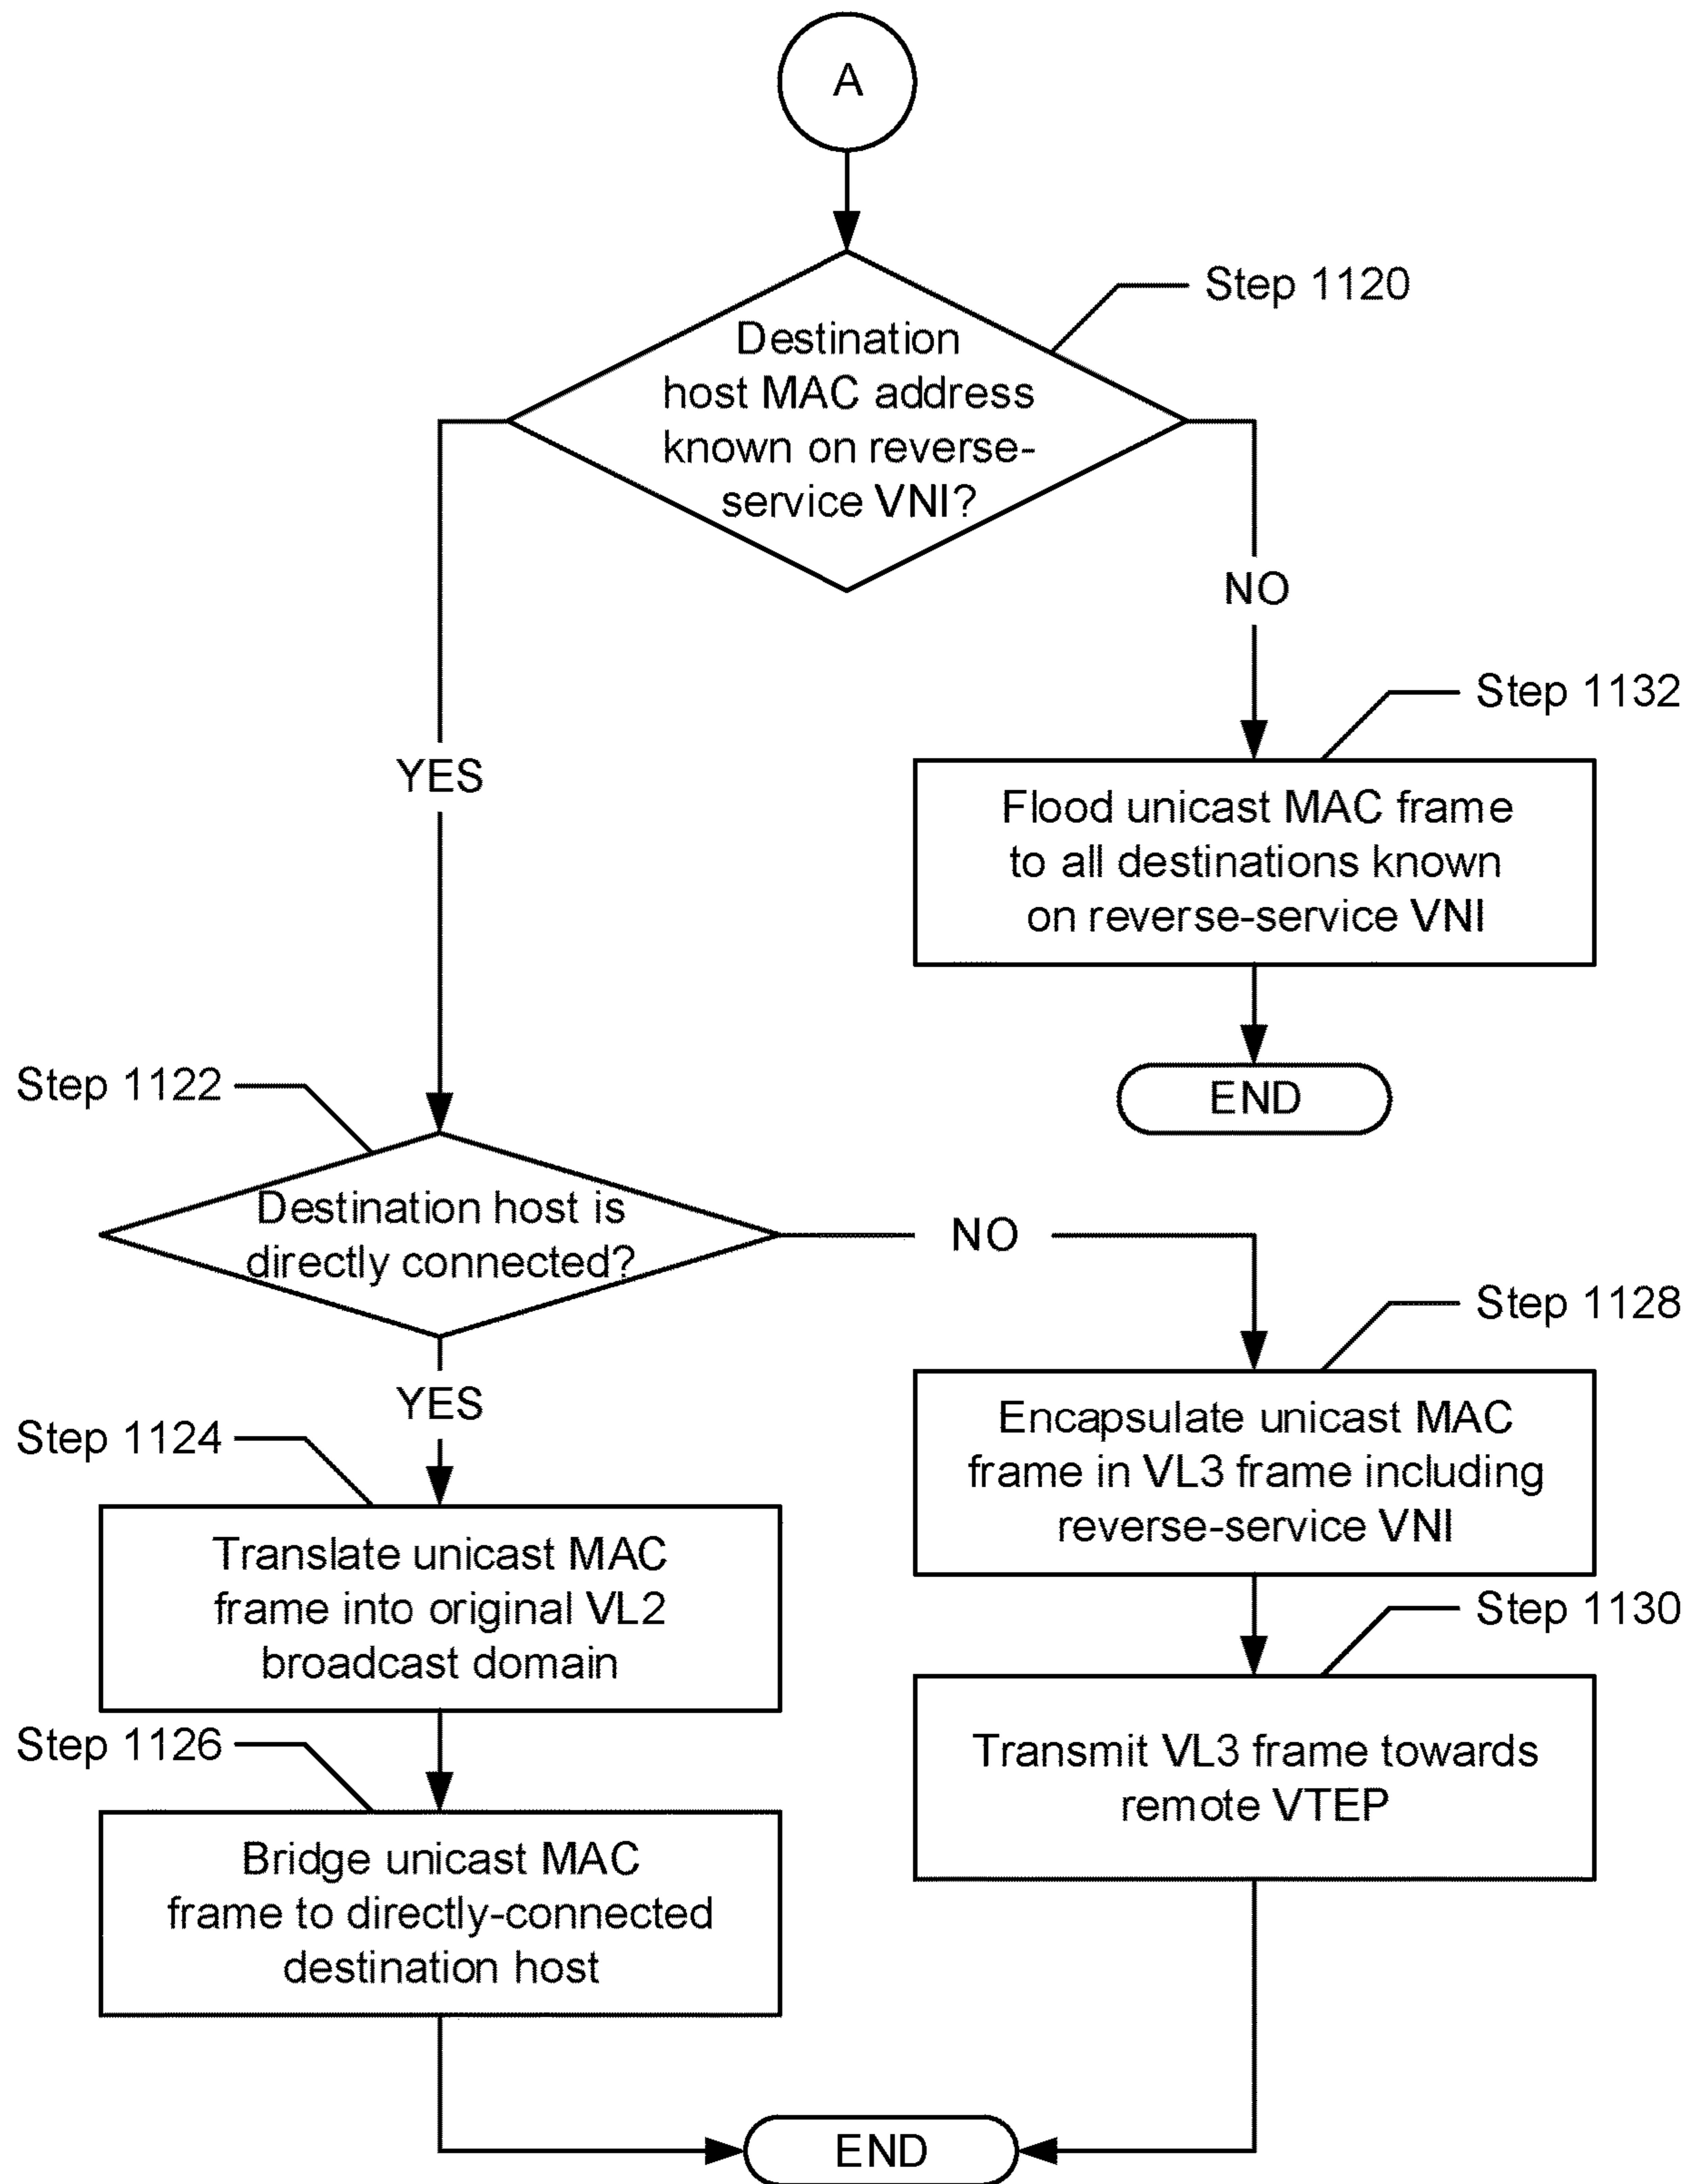 A
Step 1120
Destination
host MAC address
known on reverse-
service VNI?
NO
YES
Step 1132
Flood unicast MAC frame
to all destinations known
on reverse-service VNI
END
Step 1122
Destination host is
directly connected?
NO
YES
Step 1128
Encapsulate unicast MAC
frame in VL3 frame including
reverse-service VNI
Step 1124
Translate unicast MAC
frame into original VL2
broadcast domain
Step 1130
Transmit VL3 frame towards
remote VTEP
Step 1126
Bridge unicast MAC
frame to directly-connected
destination host
END